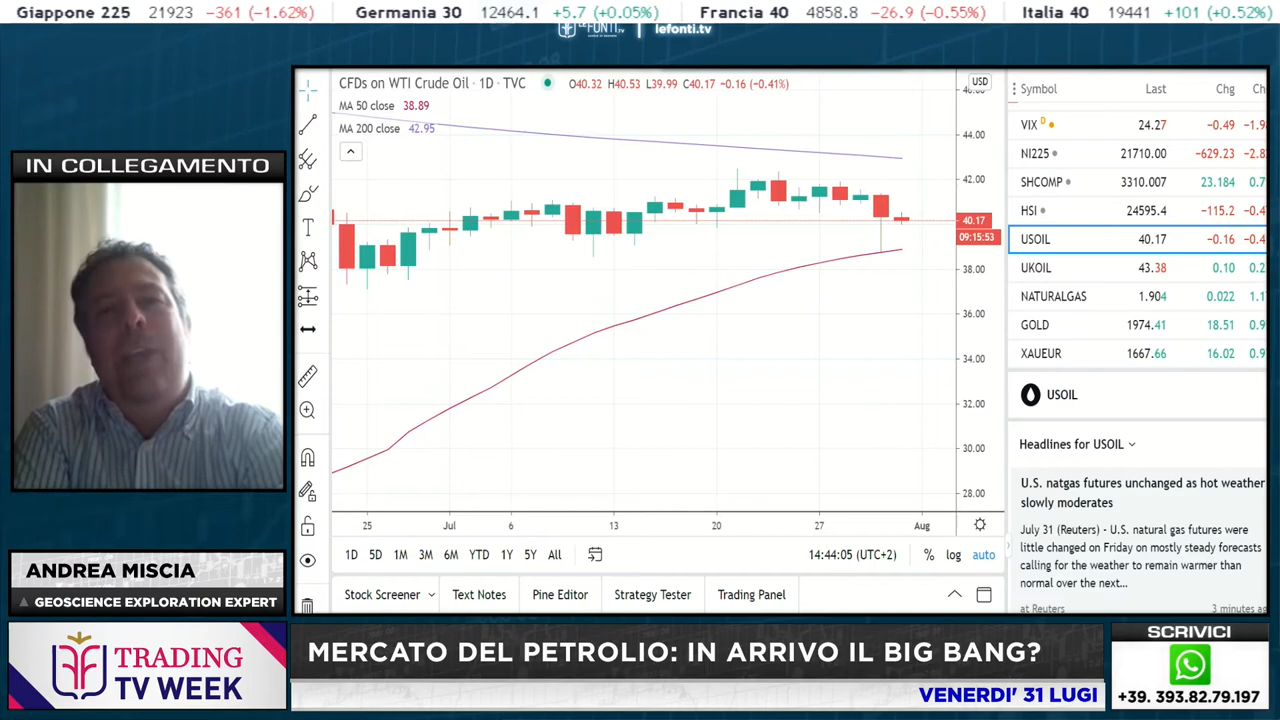 Giappone 225 21923 -361 (-1.62%) Germania 30 12464.1 +5.7 (+0.05%) Francia 40 4858.8 -26.9 (-0.55%) Italia 40 19441 +101 (+0.52%)
LEFONTI.TV lefonti.tv
IN COLLEGAMENTO
CFDs on WTI Crude Oil · 1D · TVC O40.32 H40.53 L39.99 C40.17 -0.16 (-0.41%)
MA 50 close 38.89
MA 200 close 42.95
USD
44.00
42.00
40.17
09:15:53
38.00
36.00
34.00
32.00
30.00
28.00
25 Jul 6 13 20 27 Aug
1D 5D 1M 3M 6M YTD 1Y 5Y All 14:44:05 (UTC+2) % log auto
Stock Screener Text Notes Pine Editor Strategy Tester Trading Panel
Symbol Last Chg
VIX D 24.27 -0.49
NI225 21710.00 -629.23
SHCOMP 3310.007 23.184
HSI 24595.4 -115.2
USOIL 40.17 -0.16
UKOIL 43.38 0.10
NATURALGAS 1.904 0.022
GOLD 1974.41 18.51
XAUEUR 1667.66 16.02
USOIL
Headlines for USOIL
U.S. natgas futures unchanged as hot weather
slowly moderates
July 31 (Reuters) - U.S. natural gas futures were
little changed on Friday on mostly steady forecasts
calling for the weather to remain warmer than
normal over the next...
at Reuters 3 minutes
ANDREA MISCIA
GEOSCIENCE EXPLORATION EXPERT
TRADING
TV WEEK
MERCATO DEL PETROLIO: IN ARRIVO IL BIG BANG?
VENERDI' 31 LUGI
SCRIVICI
+39. 393.82.79.197